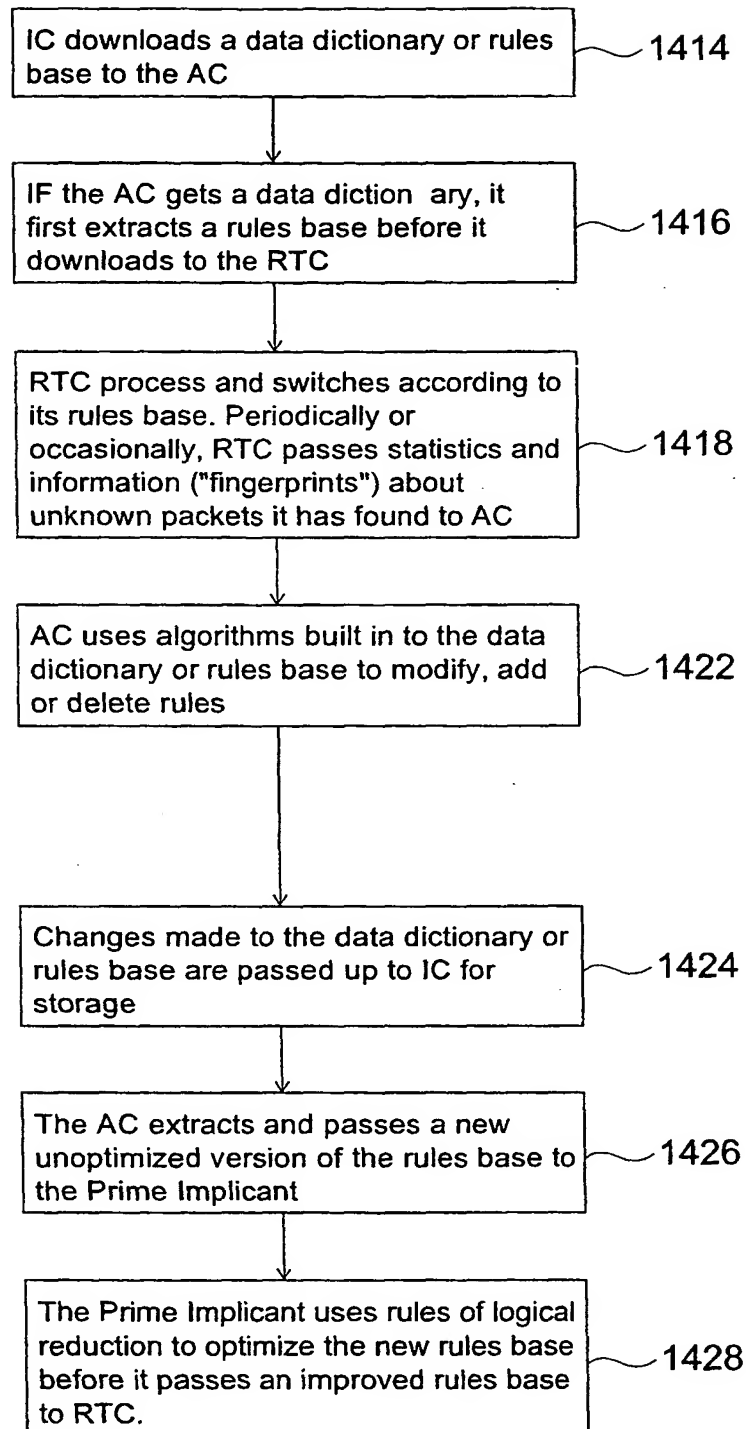 IC downloads a data dictionary or rules
base to the AC
1414
IF the AC gets a data diction ary, it
first extracts a rules base before it
downloads to the RTC
1416
RTC process and switches according to
its rules base. Periodically or
occasionally, RTC passes statistics and
information ("fingerprints") about
unknown packets it has found to AC
1418
AC uses algorithms built in to the data
dictionary or rules base to modify, add
or delete rules
1422
Changes made to the data dictionary or
rules base are passed up to IC for
storage
1424
The AC extracts and passes a new
unoptimized version of the rules base to
the Prime Implicant
1426
The Prime Implicant uses rules of logical
reduction to optimize the new rules base
before it passes an improved rules base
to RTC.
1428